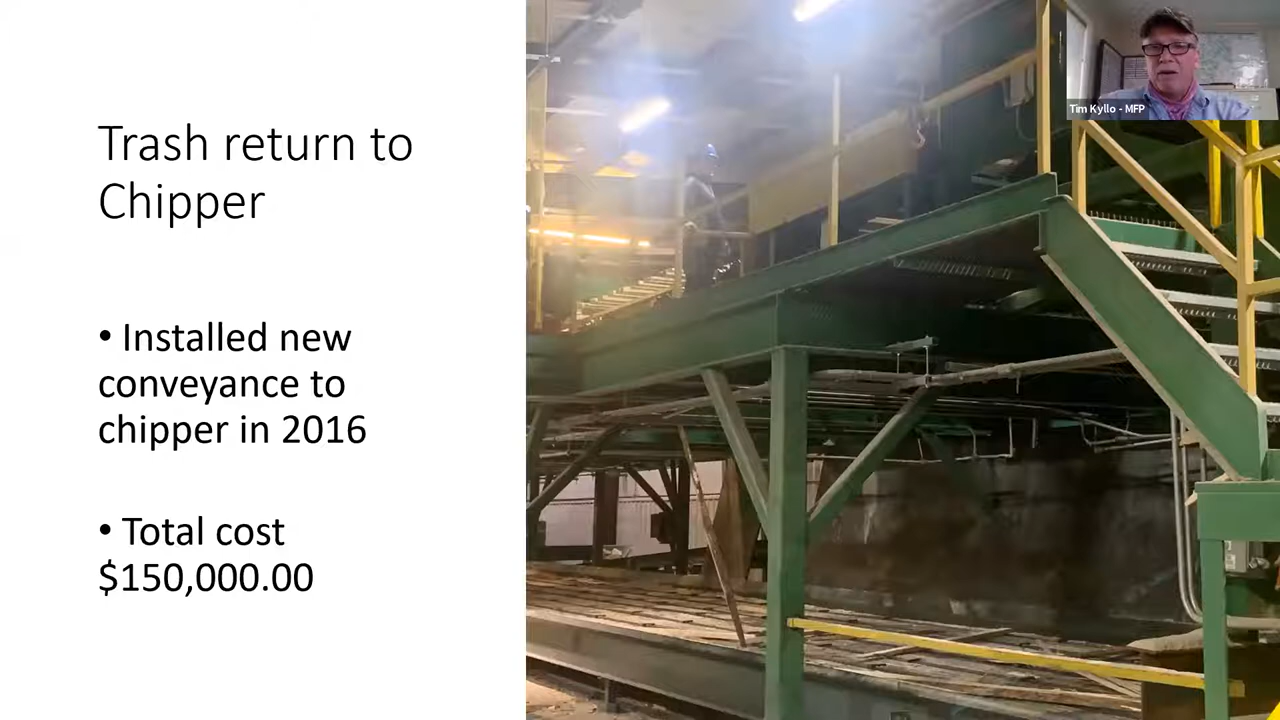 Trash return to
Chipper
• Installed new
conveyance to
chipper in 2016
• Total cost
$150,000.00
Tim Kyllo - MFP